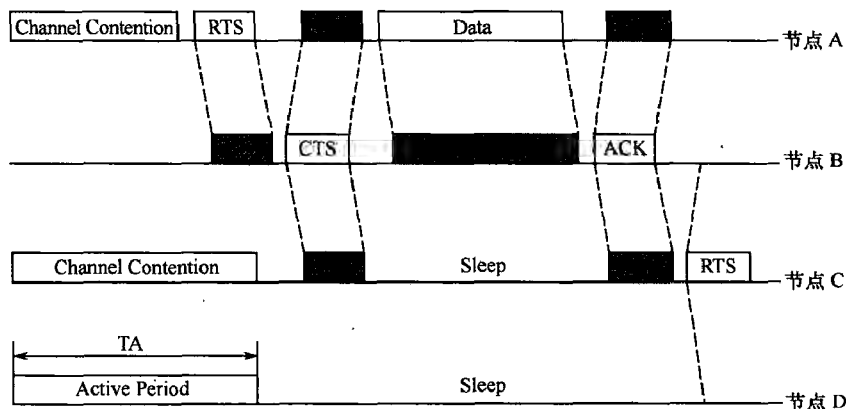 Channel Contention RTS Data 节点 A
CTS ACK 节点 B
Channel Contention Sleep RTS 节点 C
TA
Active Period Sleep 节点 D